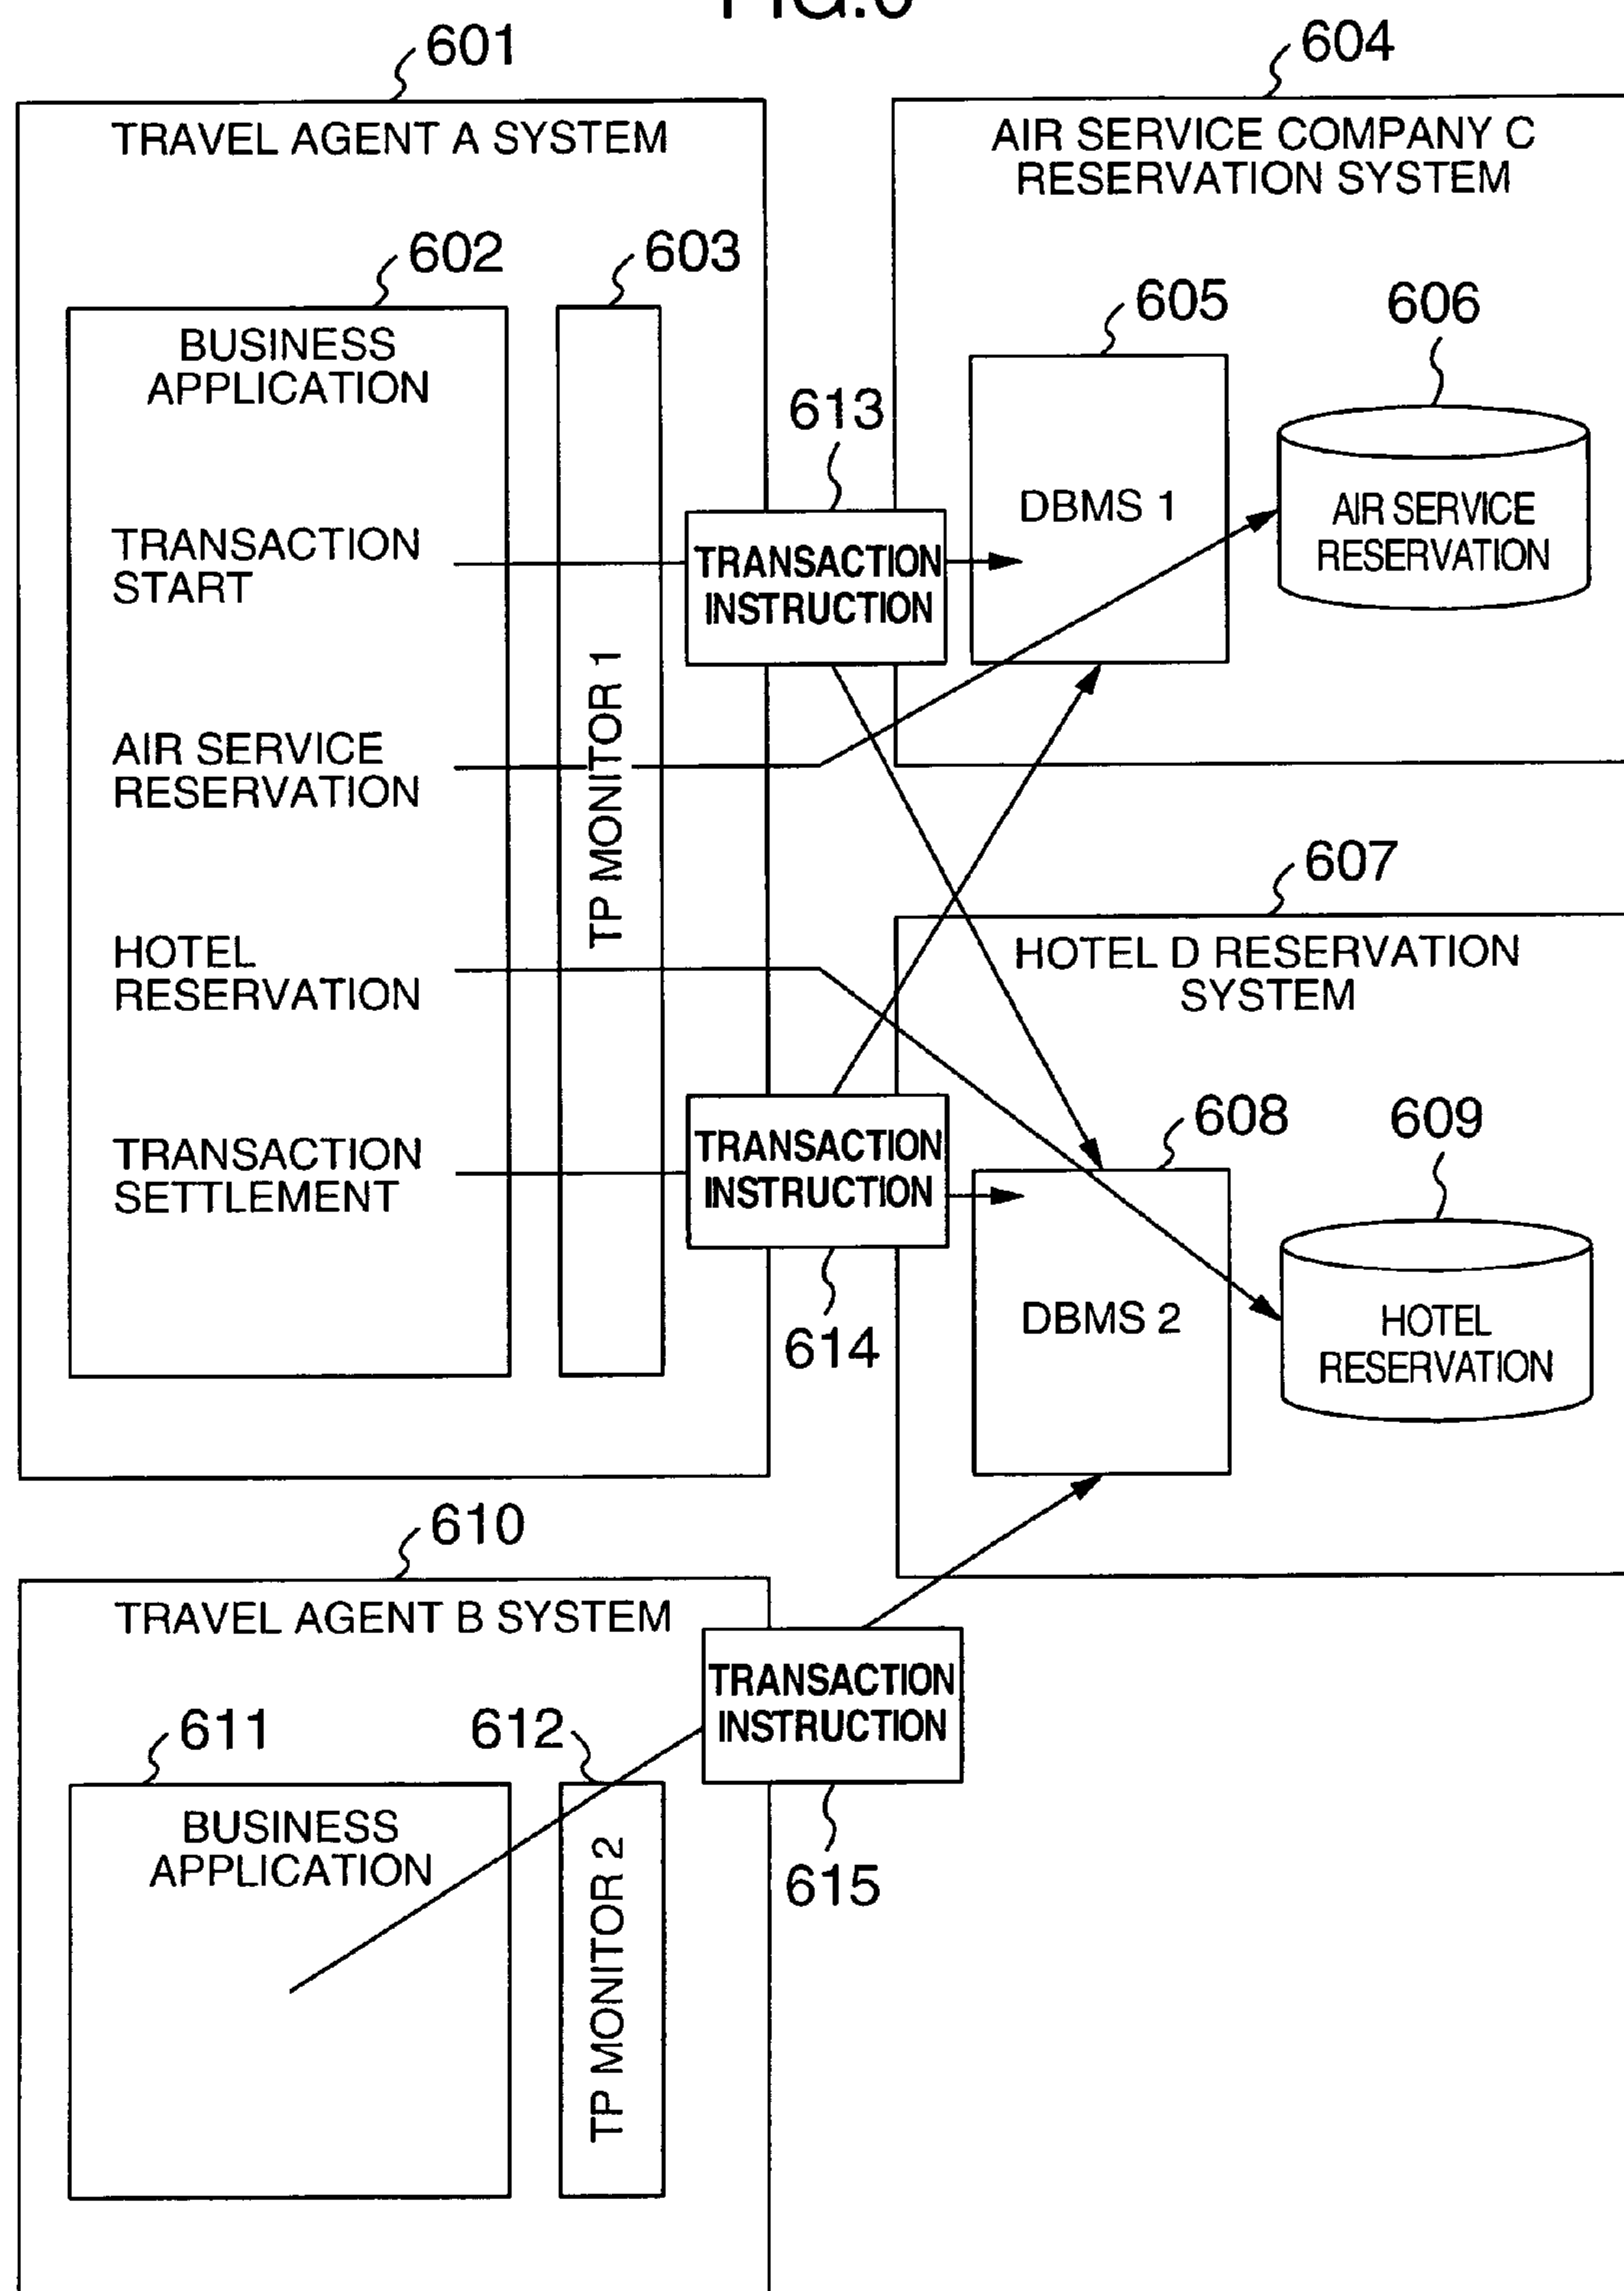 601
604
TRAVEL AGENT A SYSTEM
AIR SERVICE COMPANY C
RESERVATION SYSTEM
602
603
605
606
BUSINESS
APPLICATION
613
DBMS 1
AIR SERVICE
RESERVATION
TRANSACTION
START
TRANSACTION
INSTRUCTION
TP MONITOR 1
AIR SERVICE
RESERVATION
607
HOTEL
RESERVATION
HOTEL D RESERVATION
SYSTEM
608
609
TRANSACTION
SETTLEMENT
TRANSACTION
INSTRUCTION
614
DBMS 2
HOTEL
RESERVATION
610
TRAVEL AGENT B SYSTEM
TRANSACTION
INSTRUCTION
611
612
BUSINESS
APPLICATION
TP MONITOR 2
615